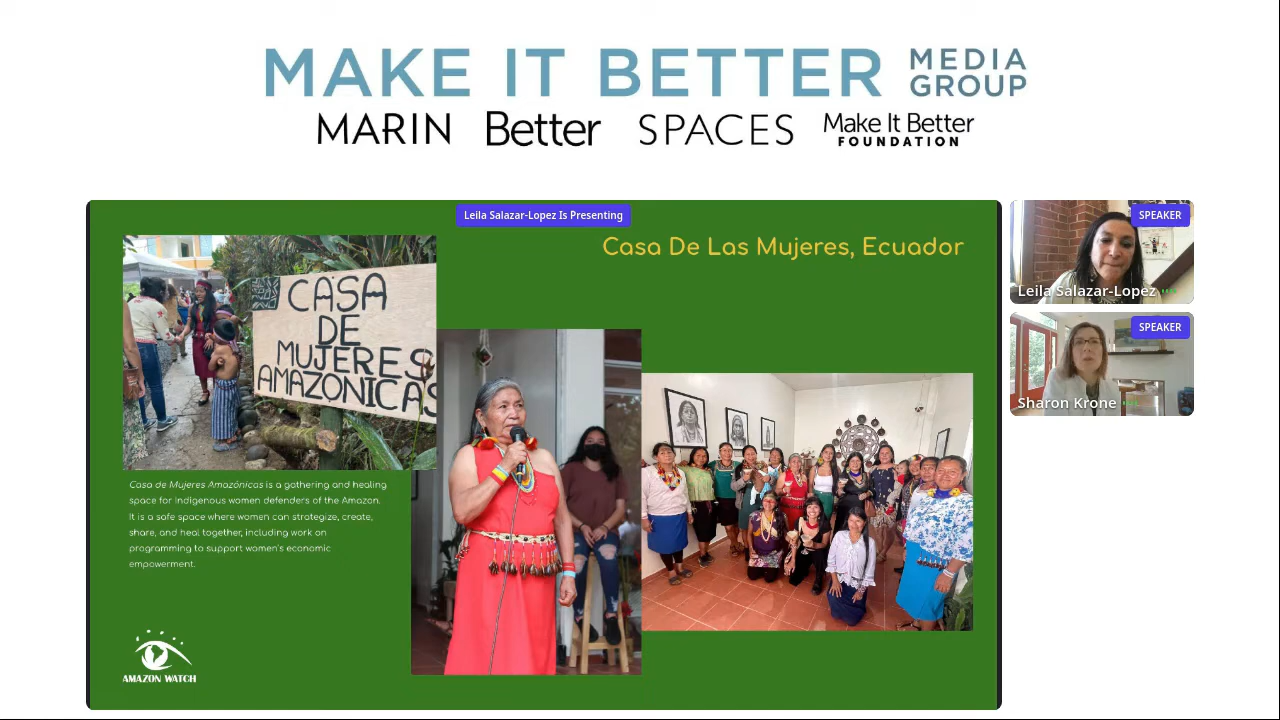 MAKE IT BETTER MEDIA GROUP
MARIN Better SPACES Make It Better FOUNDATION
Leila Salazar-Lopez Is Presenting
Casa De Las Mujeres, Ecuador
CASA
DE
MUJERES
AMAZONICAS
Casa de Mujeres Amazónicas is a gathering and healing
space for Indigenous women defenders of the Amazon.
It is a safe space where women can strategize, create,
share, and heal together, including work on
programming to support women's economic
empowerment.
AMAZON WATCH
SPEAKER
Leila Salazar-Lopez
SPEAKER
Sharon Krone